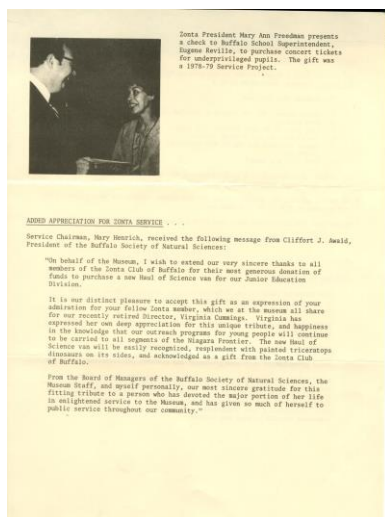 Zonta President Mary Ann Freedman presents
a check to Buffalo School Superintendent,
Eugene Reville, to purchase concert tickets
for underprivileged pupils. The gift was
a 1978-79 Service Project.
ADDED APPRECIATION FOR ZONTA SERVICE . . .
Service Chairman, Mary Henrich, received the following message from Cliffort J. Awald,
President of the Buffalo Society of Natural Sciences:
"On behalf of the Museum, I wish to extend our very sincere thanks to all
members of the Zonta Club of Buffalo for their most generous donation of
funds to purchase a new Haul of Science van for our Junior Education
Division.
It is our distinct pleasure to accept this gift as an expression of your
admiration for your fellow Zonta member, which we at the museum all share
for our recently retired Director, Virginia Cummings. Virginia has
expressed her own deep appreciation for this unique tribute, and happiness
in the knowledge that our outreach programs for young people will continue
to be carried to all segments of the Niagara Frontier. The new Haul of
Science van will be easily recognized, resplendent with painted triceratops
dinosaurs on its sides, and acknowledged as a gift from the Zonta Club
of Buffalo.
From the Board of Managers of the Buffalo Society of Natural Sciences, the
Museum Staff, and myself personally, our most sincere gratitude for this
fitting tribute to a person who has devoted the major portion of her life
in enlightened service to the Museum, and has given so much of herself to
public service throughout our community."